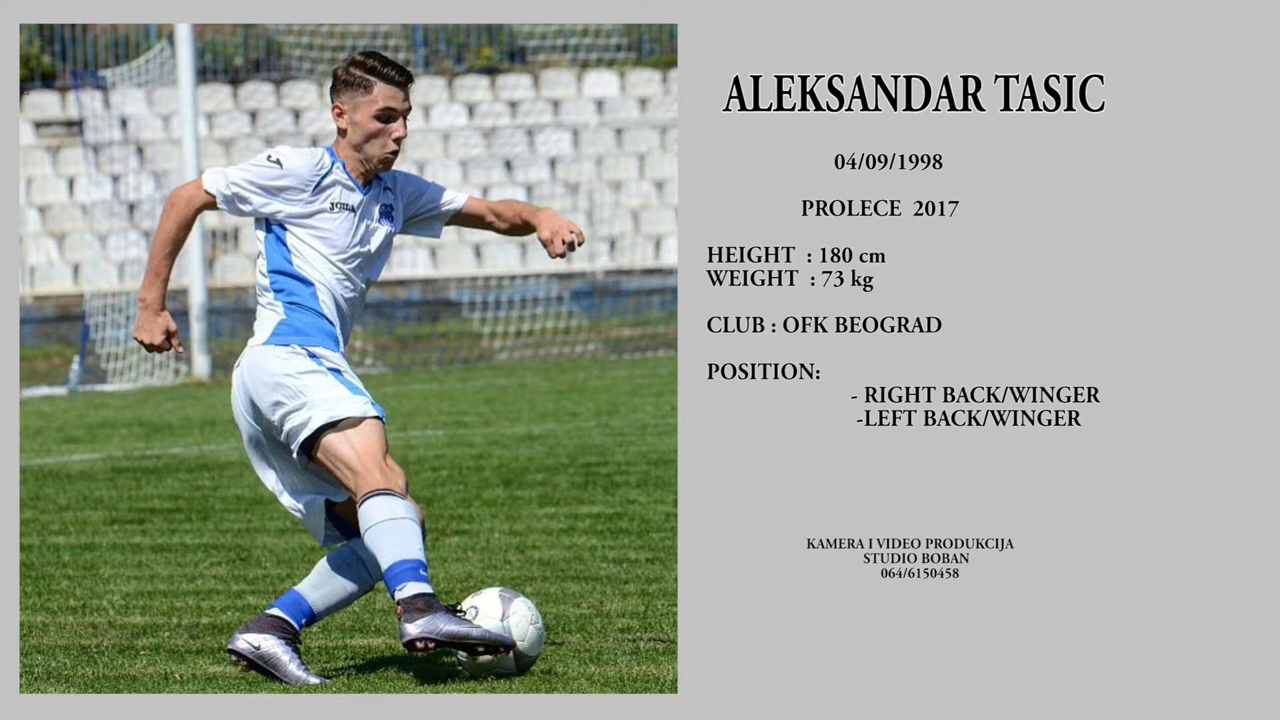 ALEKSANDAR TASIC
04/09/1998
PROLECE 2017
HEIGHT : 180 cm
WEIGHT : 73 kg
CLUB : OFK BEOGRAD
POSITION:
- RIGHT BACK/WINGER
-LEFT BACK/WINGER
KAMERA I VIDEO PRODUKCIJA
STUDIO BOBAN
064/6150458
JOMA